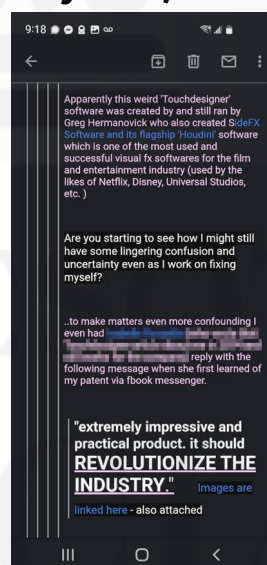 9:18
Apparently this weird 'Touchdesigner'
software was created by and still ran by
Greg Hermanovick who also created SideFX
Software and its flagship 'Houdini' software
which is one of the most used and
successful visual fx softwares for the film
and entertainment industry (used by the
likes of Netflix, Disney, Universal Studios,
etc. )
Are you starting to see how I might still
have some lingering confusion and
uncertainty even as I work on fixing
myself?
..to make matters even more confounding I
even had
reply with the
following message when she first learned of
my patent via fbook messenger.
"extremely impressive and
practical product. it should
REVOLUTIONIZE THE
INDUSTRY." Images are
linked here - also attached